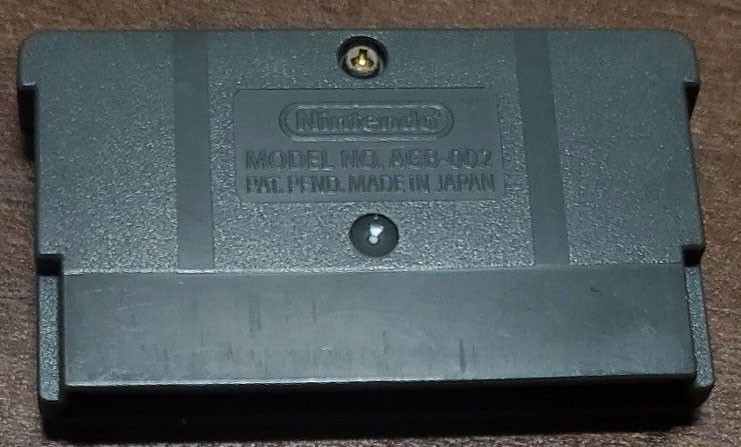 Nintendo
MODEL NO. AGB-002
PAT. PEND. MADE IN JAPAN